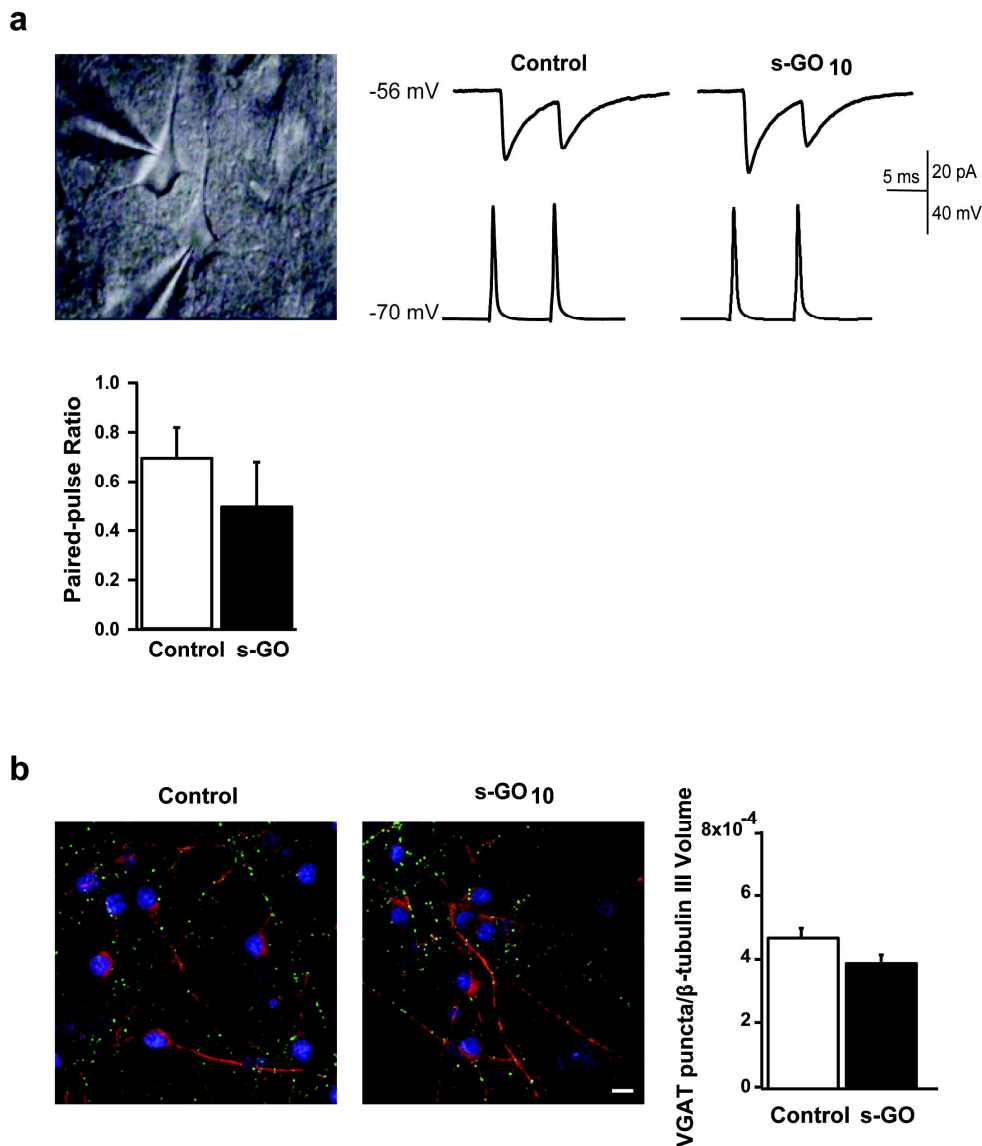 a
Control
s-GO 10
-56 mV
5 ms
20 pA
40 mV
-70 mV
Paired-pulse Ratio
1.0
0.8
0.6
0.4
0.2
0.0
Control s-GO
b
Control
s-GO 10
VGAT puncta/β-tubulin III Volume
8x10-4
6
4
2
0
Control s-GO